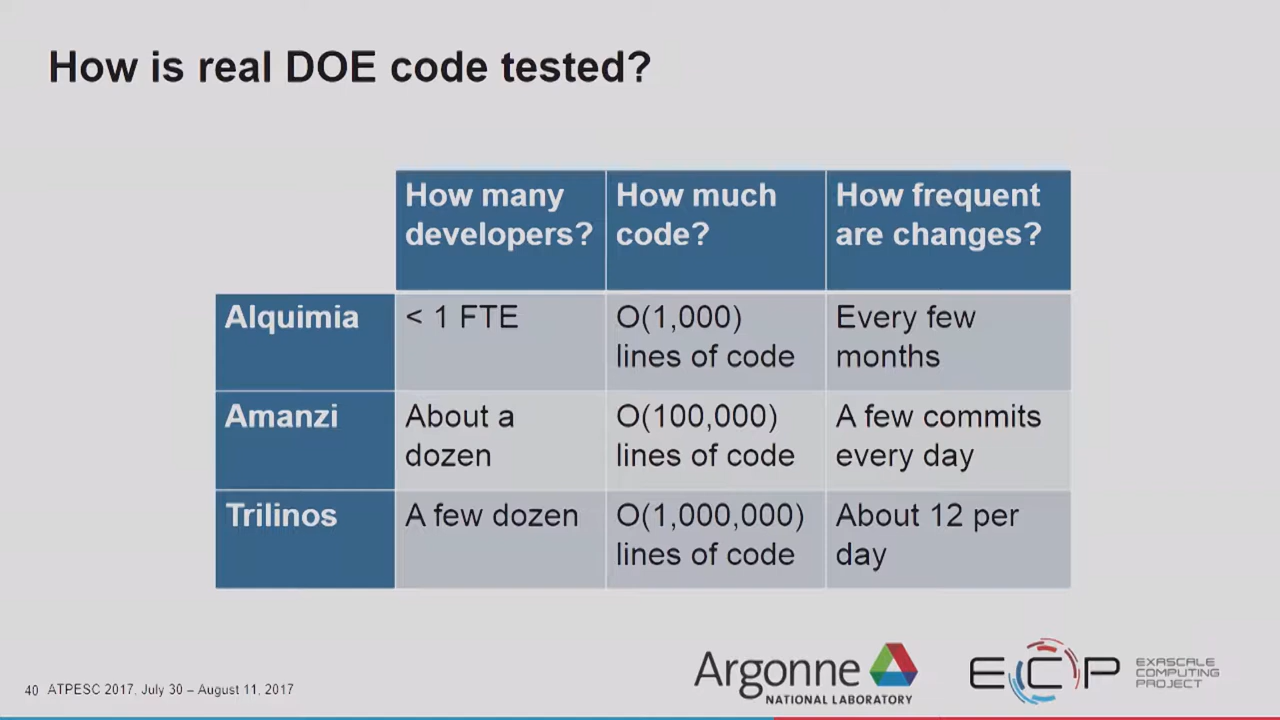 How is real DOE code tested?
How many
developers?
How much
code?
How frequent
are changes?
Alquimia
< 1 FTE
O(1,000)
lines of code
Every few
months
Amanzi
About a
dozen
O(100,000)
lines of code
A few commits
every day
Trilinos
A few dozen
O(1,000,000)
lines of code
About 12 per
day
Argonne
NATIONAL LABORATORY
ECP
EXASCALE
COMPUTING
PROJECT
40 ATPESC 2017, July 30 – August 11, 2017